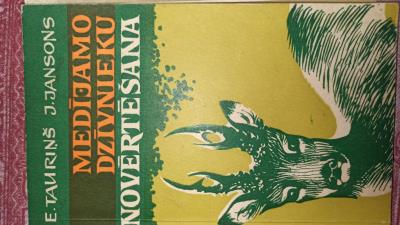 E. TAURIŅŠ J. JANSONS
MEDĪJAMO
DZĪVNIEKU
NOVĒRTĒŠANA